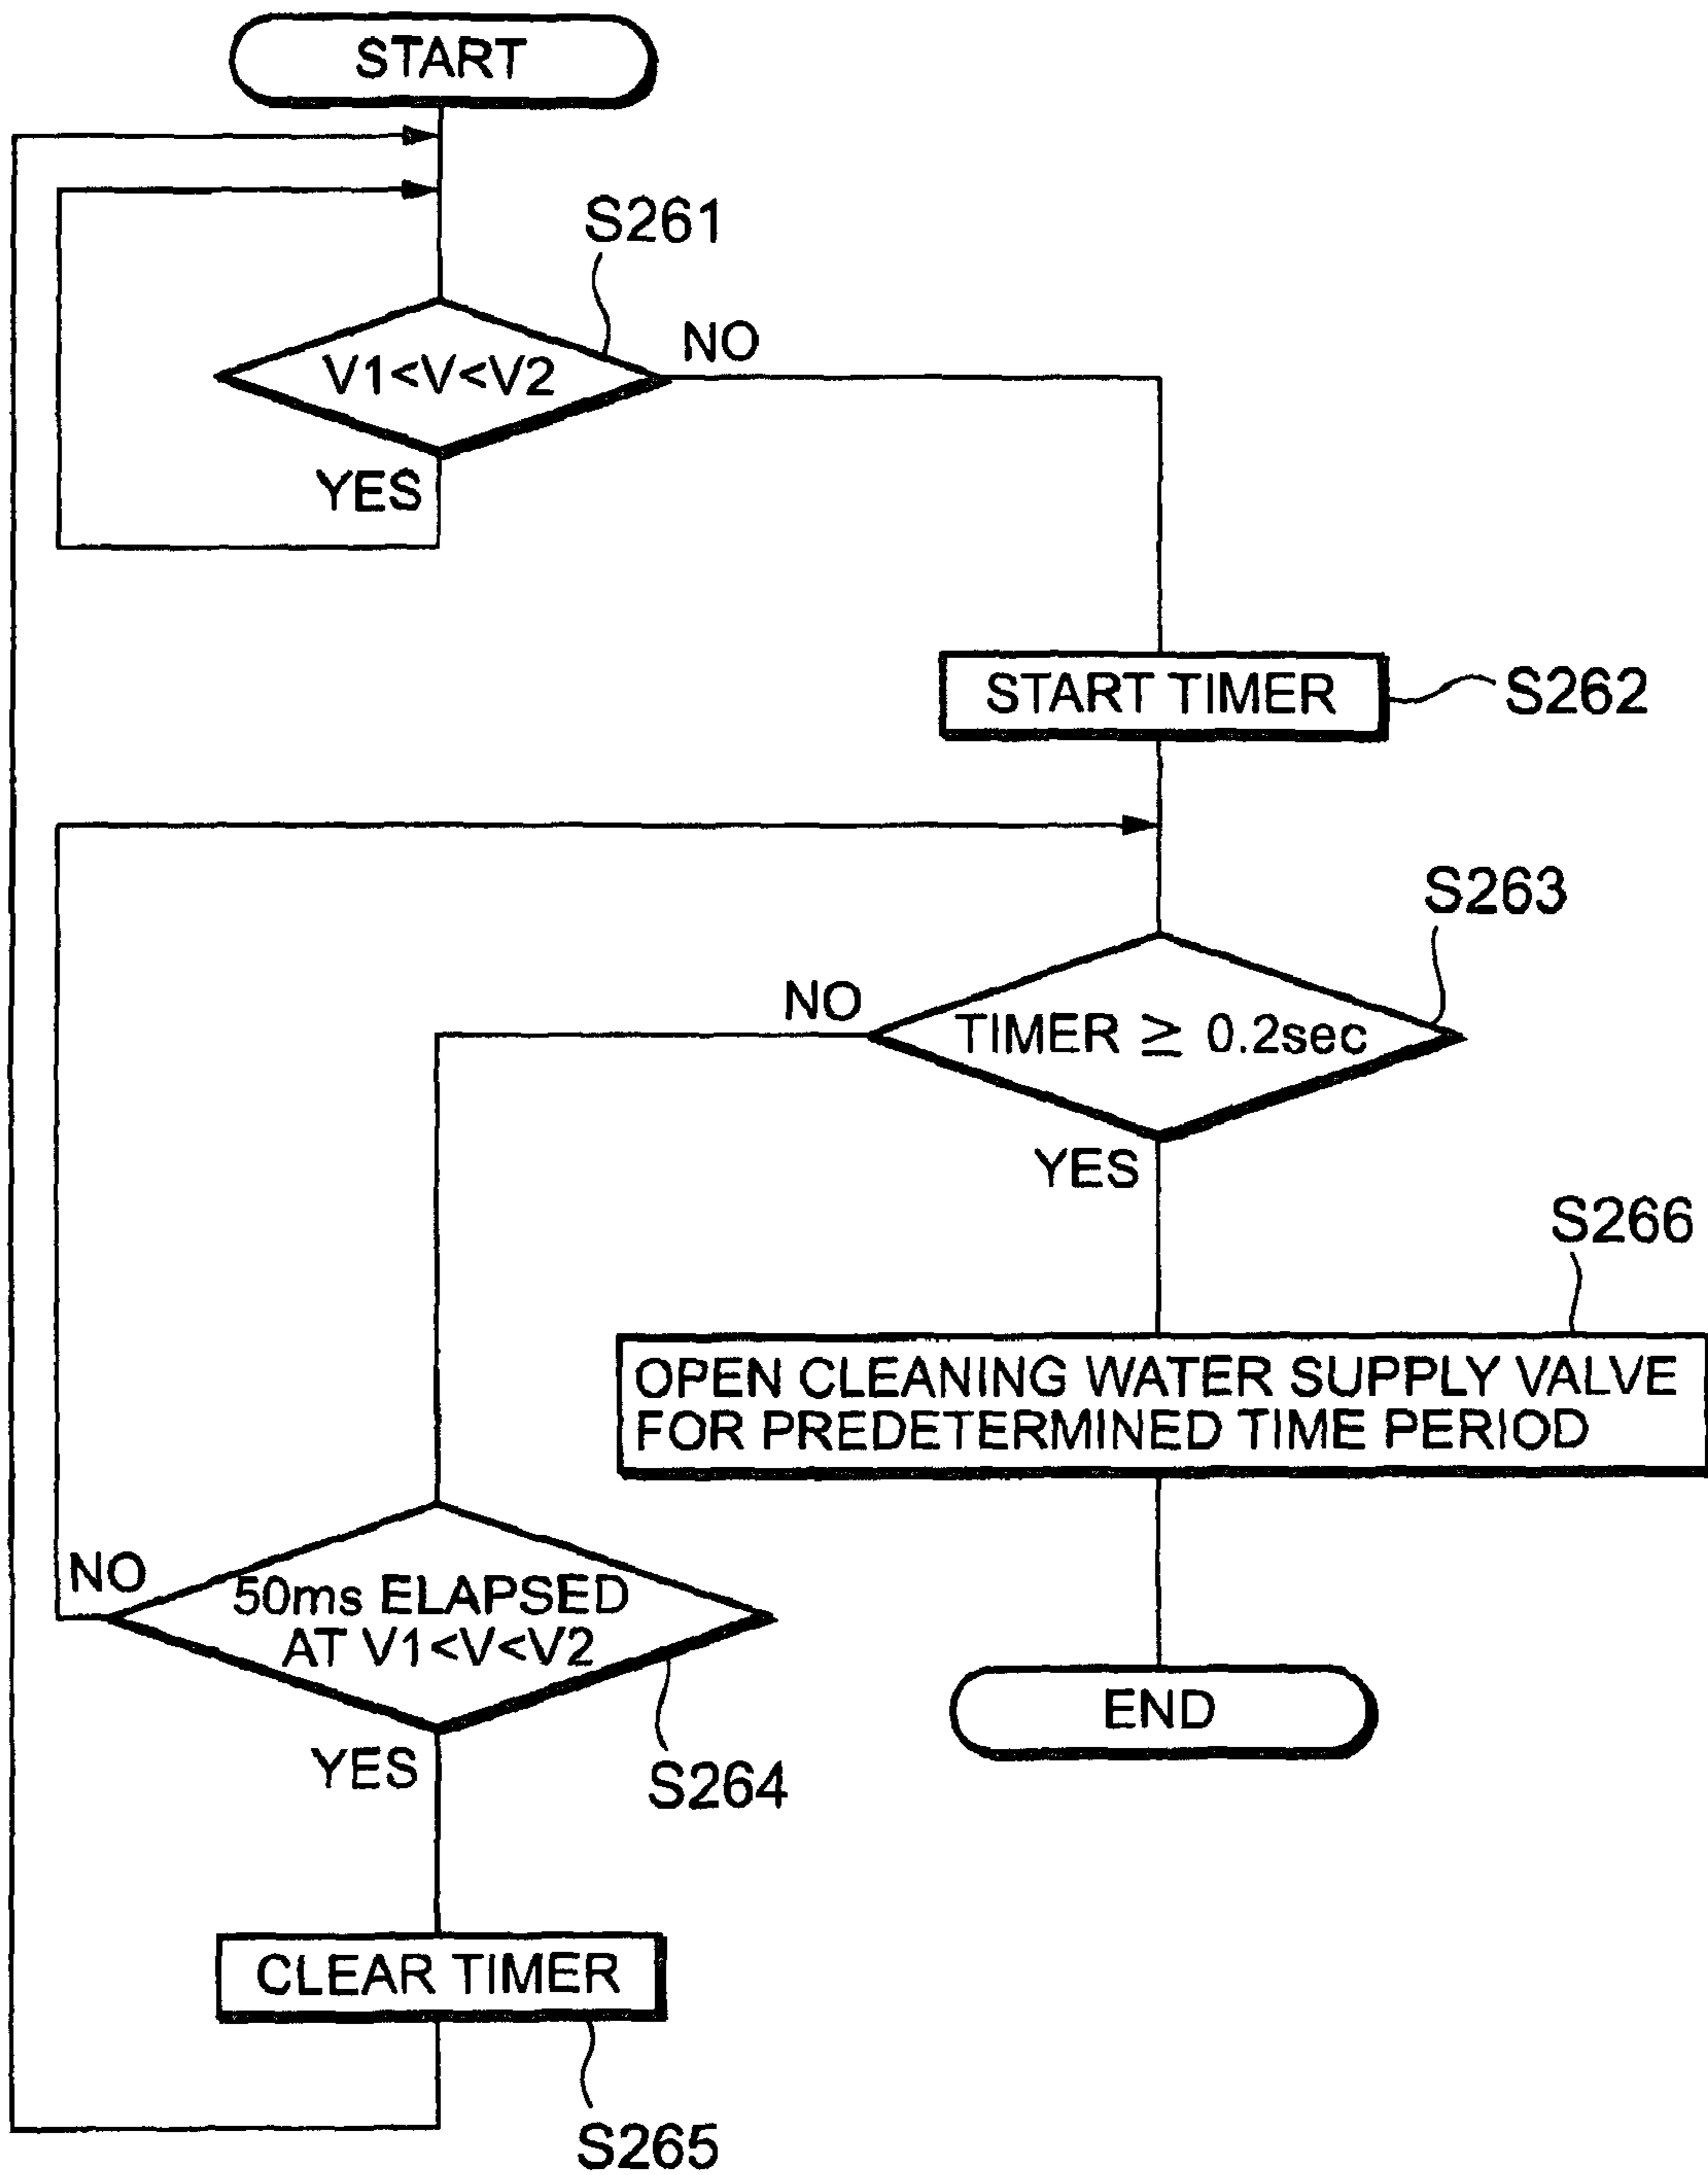 START
S261
V1<V<V2
NO
YES
START TIMER
S262
S263
NO
TIMER ≧ 0.2sec
YES
S266
OPEN CLEANING WATER SUPPLY VALVE
FOR PREDETERMINED TIME PERIOD
NO
50ms ELAPSED
AT V1<V<V2
END
YES
S264
CLEAR TIMER
S265